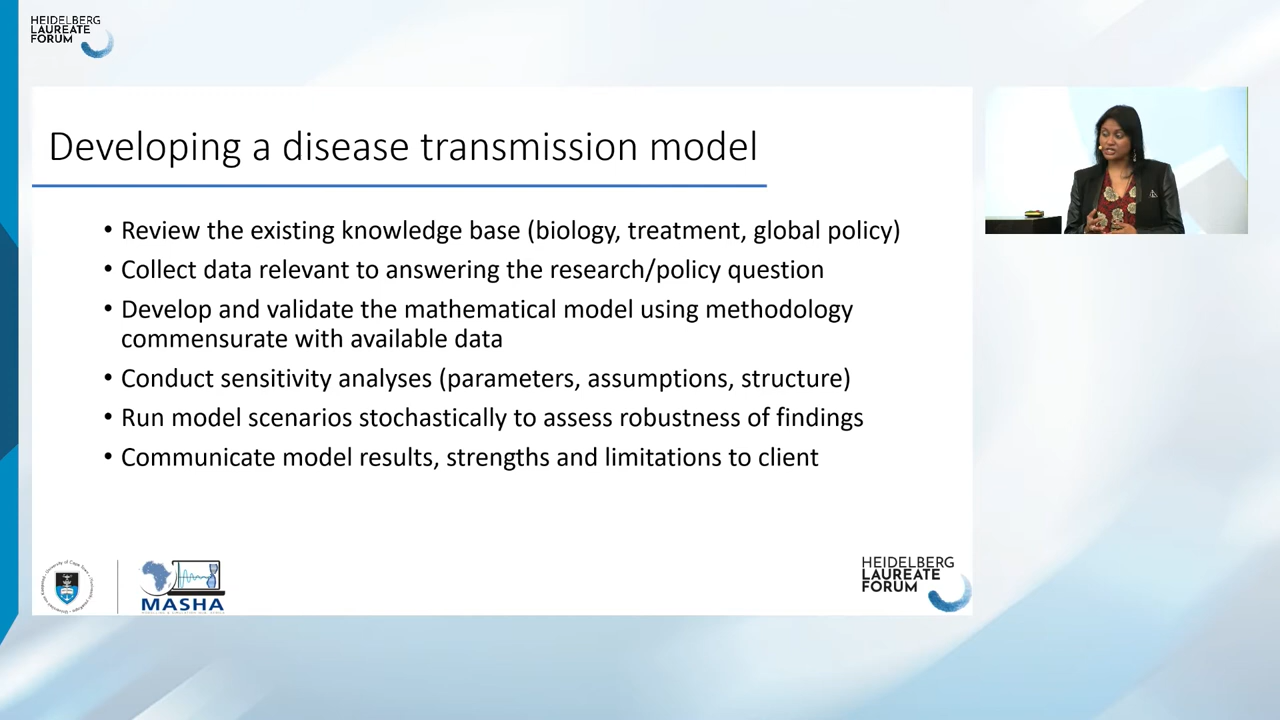 HEIDELBERG
LAUREATE
FORUM
Developing a disease transmission model
• Review the existing knowledge base (biology, treatment, global policy)
• Collect data relevant to answering the research/policy question
• Develop and validate the mathematical model using methodology
commensurate with available data
• Conduct sensitivity analyses (parameters, assumptions, structure)
• Run model scenarios stochastically to assess robustness of findings
• Communicate model results, strengths and limitations to client
MASHA
HEIDELBERG
LAUREATE
FORUM